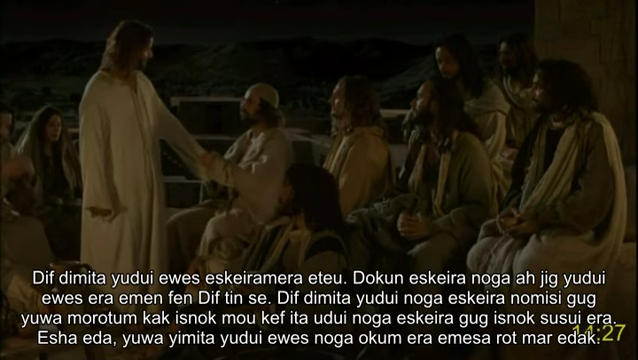 Dif dimita yudui ewes eskeiramera eteu. Dokun eskeira noga ah jig yudui
ewes era emen fen Dif tin se. Dif dimita yudui noga eskeira nomisi gug
yuwa morotum kak isnok mou kef ita udui noga eskeira gug isnok susui era.
Esha eda, yuwa yimita yudui ewes noga okum era emesa rot mar edak.
14:27